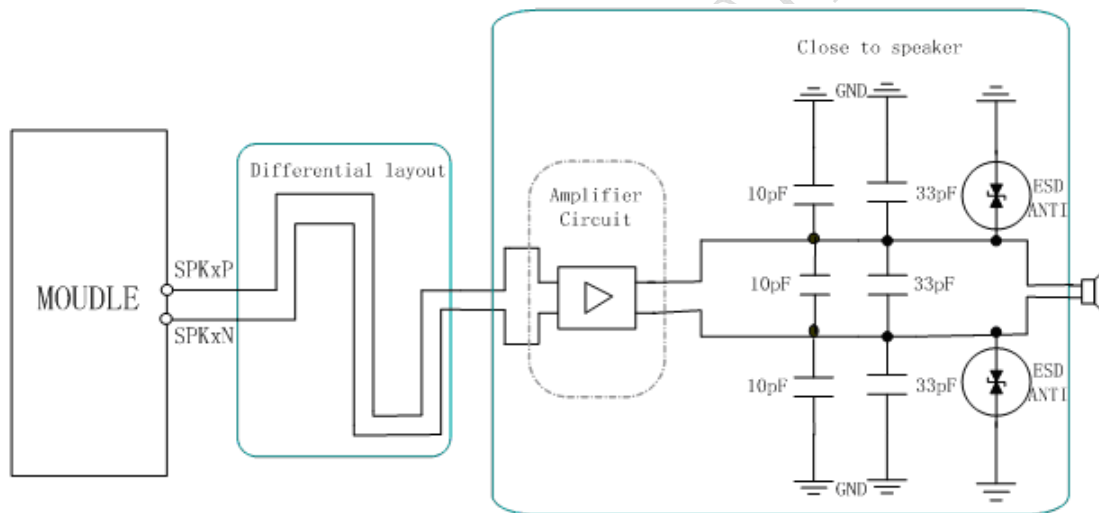 Close to speaker
GND
Differential layout
Amplifier
Circuit
10pF
33pF
ESD
ANTI
SPKxP
MOUDLE
SPKxN
10pF
33pF
10pF
33pF
ESD
ANTI
GND